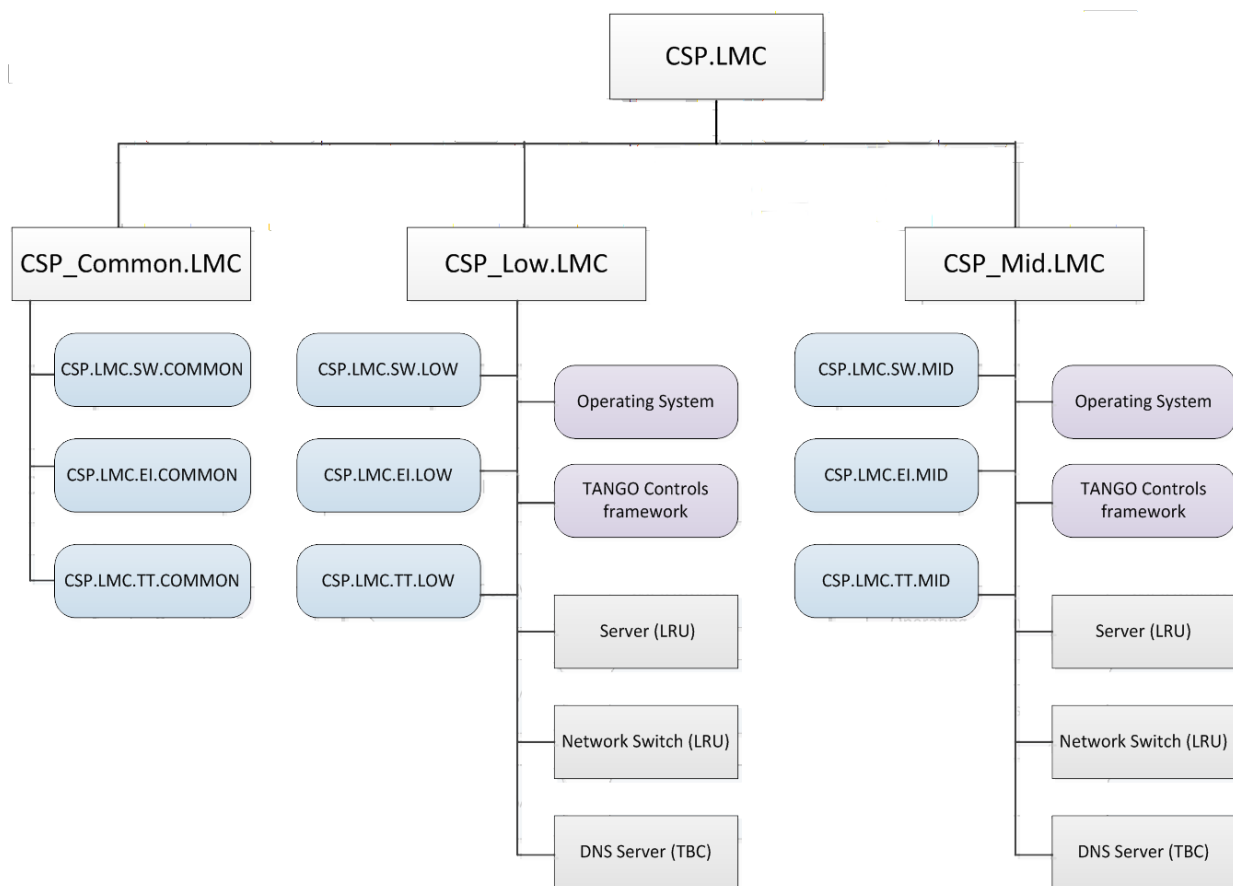 CSP.LMC
CSP_Common.LMC
CSP_Low.LMC
CSP_Mid.LMC
CSP.LMC.SW.COMMON
CSP.LMC.EI.COMMON
CSP.LMC.TT.COMMON
CSP.LMC.SW.LOW
Operating System
CSP.LMC.EI.LOW
TANGO Controls
framework
CSP.LMC.TT.LOW
Server (LRU)
Network Switch (LRU)
DNS Server (TBC)
CSP.LMC.SW.MID
Operating System
CSP.LMC.EI.MID
TANGO Controls
framework
CSP.LMC.TT.MID
Server (LRU)
Network Switch (LRU)
DNS Server (TBC)